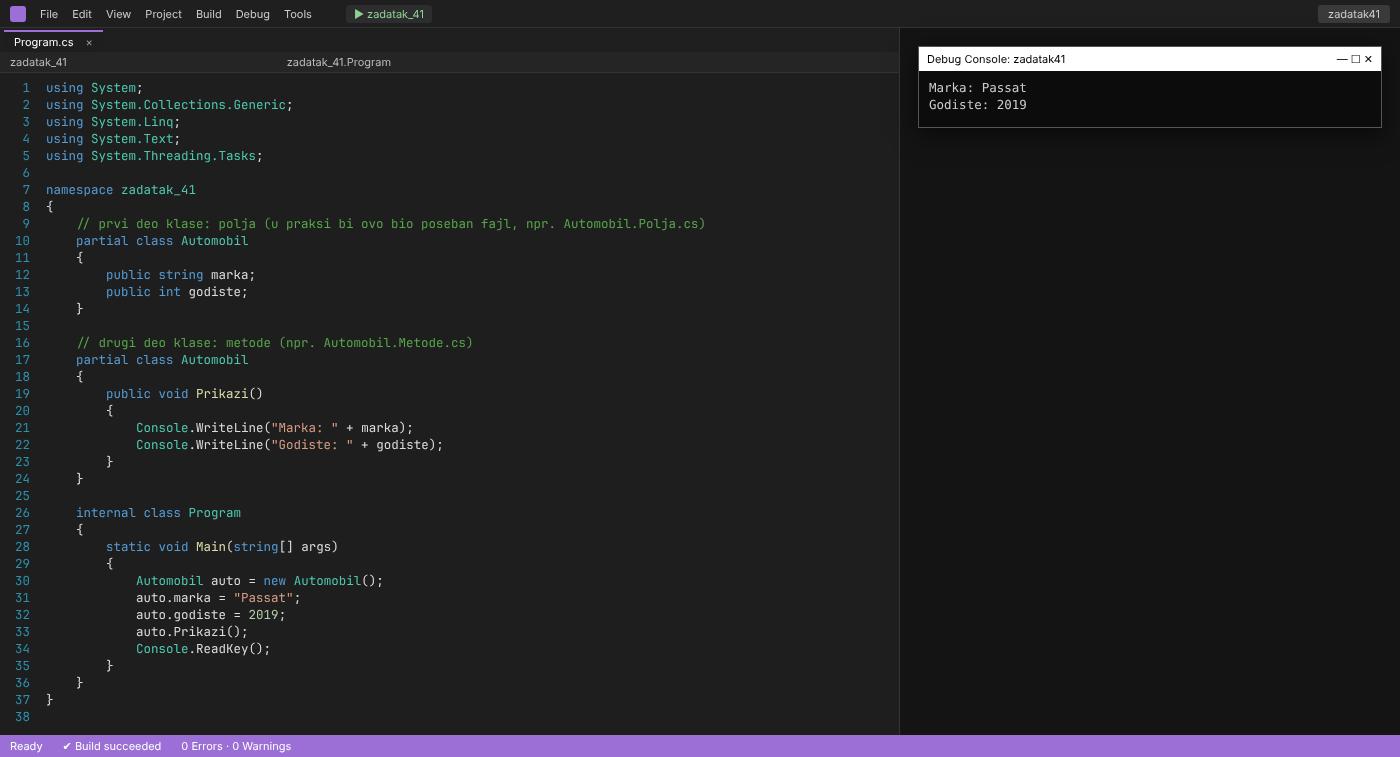 File Edit View Project Build Debug Tools ▶ zadatak_41 zadatak41
Program.cs ×
zadatak_41 zadatak_41.Program
1 using System;
2 using System.Collections.Generic;
3 using System.Linq;
4 using System.Text;
5 using System.Threading.Tasks;
6
7 namespace zadatak_41
8 {
9     // prvi deo klase: polja (u praksi bi ovo bio poseban fajl, npr. Automobil.Polja.cs)
10     partial class Automobil
11     {
12         public string marka;
13         public int godiste;
14     }
15
16     // drugi deo klase: metode (npr. Automobil.Metode.cs)
17     partial class Automobil
18     {
19         public void Prikazi()
20         {
21             Console.WriteLine("Marka: " + marka);
22             Console.WriteLine("Godiste: " + godiste);
23         }
24     }
25
26     internal class Program
27     {
28         static void Main(string[] args)
29         {
30             Automobil auto = new Automobil();
31             auto.marka = "Passat";
32             auto.godiste = 2019;
33             auto.Prikazi();
34             Console.ReadKey();
35         }
36     }
37 }
38
Debug Console: zadatak41 — ☐ ✕
Marka: Passat
Godiste: 2019
Ready ✔ Build succeeded 0 Errors · 0 Warnings